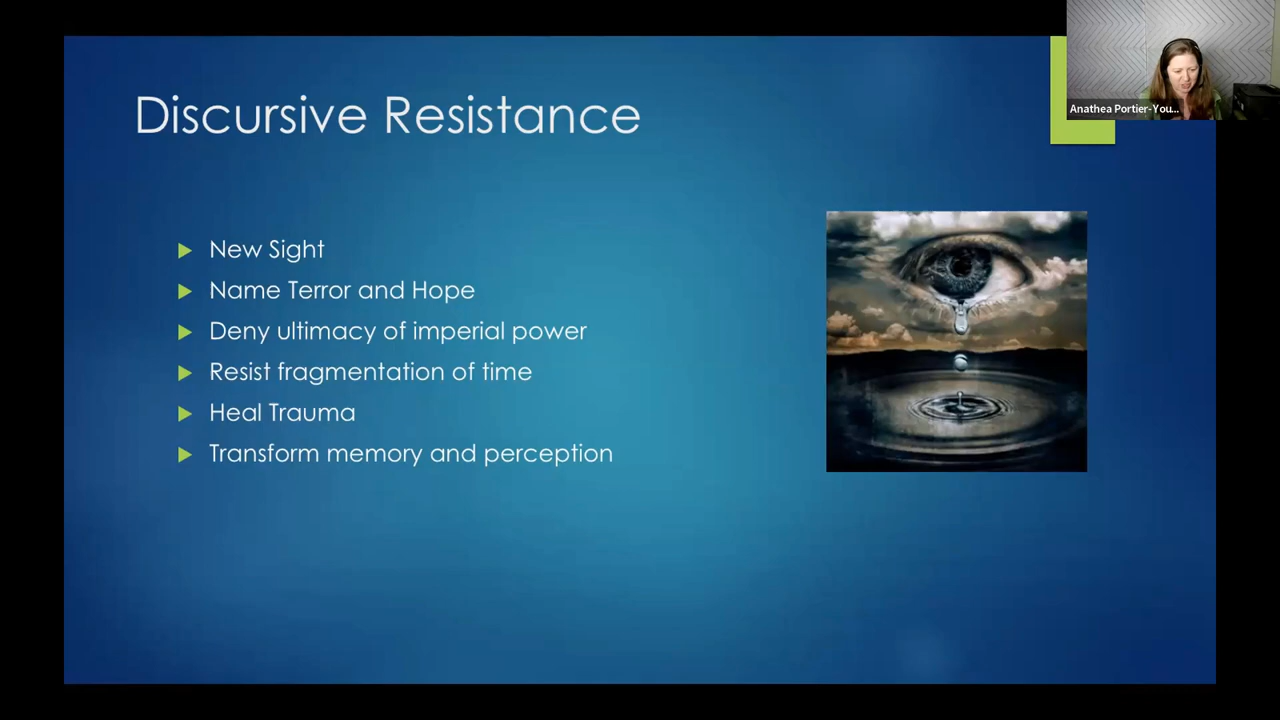 Discursive Resistance
Anathea Portier-You...
New Sight
Name Terror and Hope
Deny ultimacy of imperial power
Resist fragmentation of time
Heal Trauma
Transform memory and perception